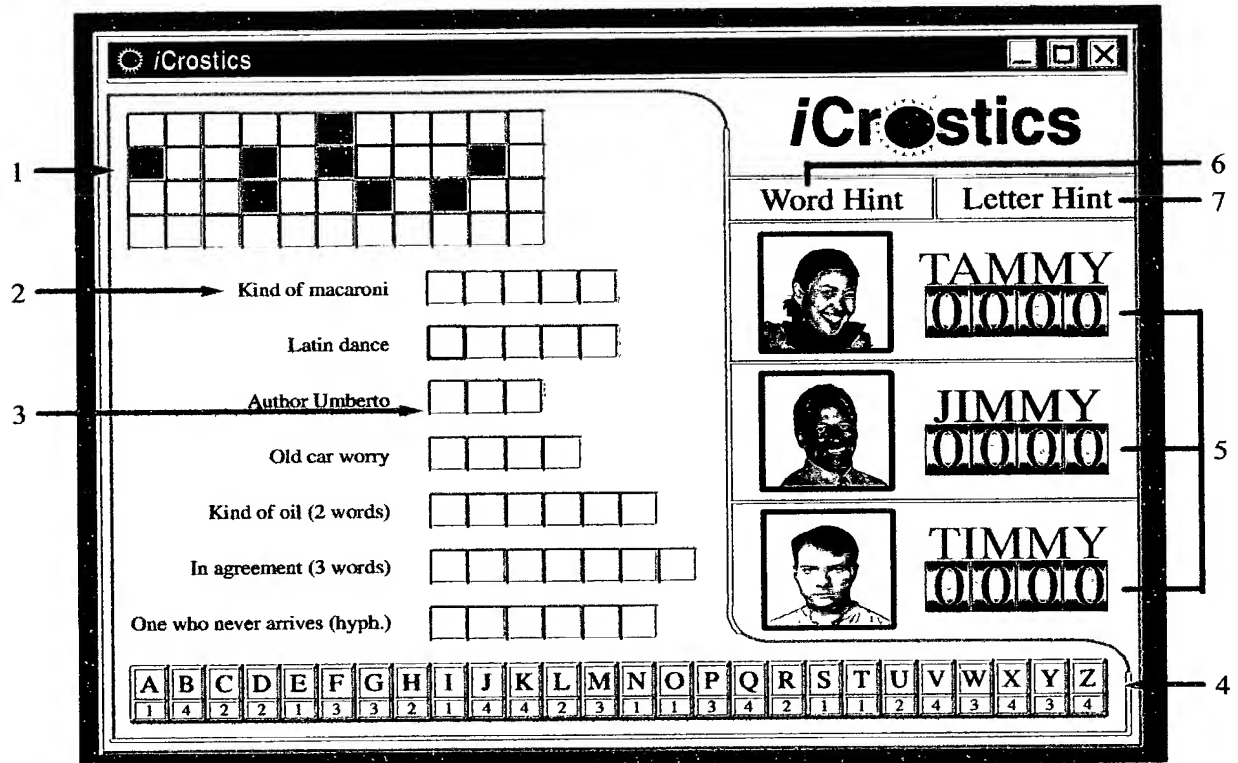 iCrostics
iCrostics
1
6
Word Hint
Letter Hint
7
2
Kind of macaroni
TAMMY
0000
Latin dance
3
Author Umberto
JIMMY
0000
5
Old car worry
Kind of oil (2 words)
In agreement (3 words)
TIMMY
0000
One who never arrives (hyph.)
A B C D E F G H I J K L M N O P Q R S T U V W X Y Z
1 4 2 2 1 3 3 2 1 4 4 2 3 1 1 3 4 2 1 1 2 4 3 4 3 4
4